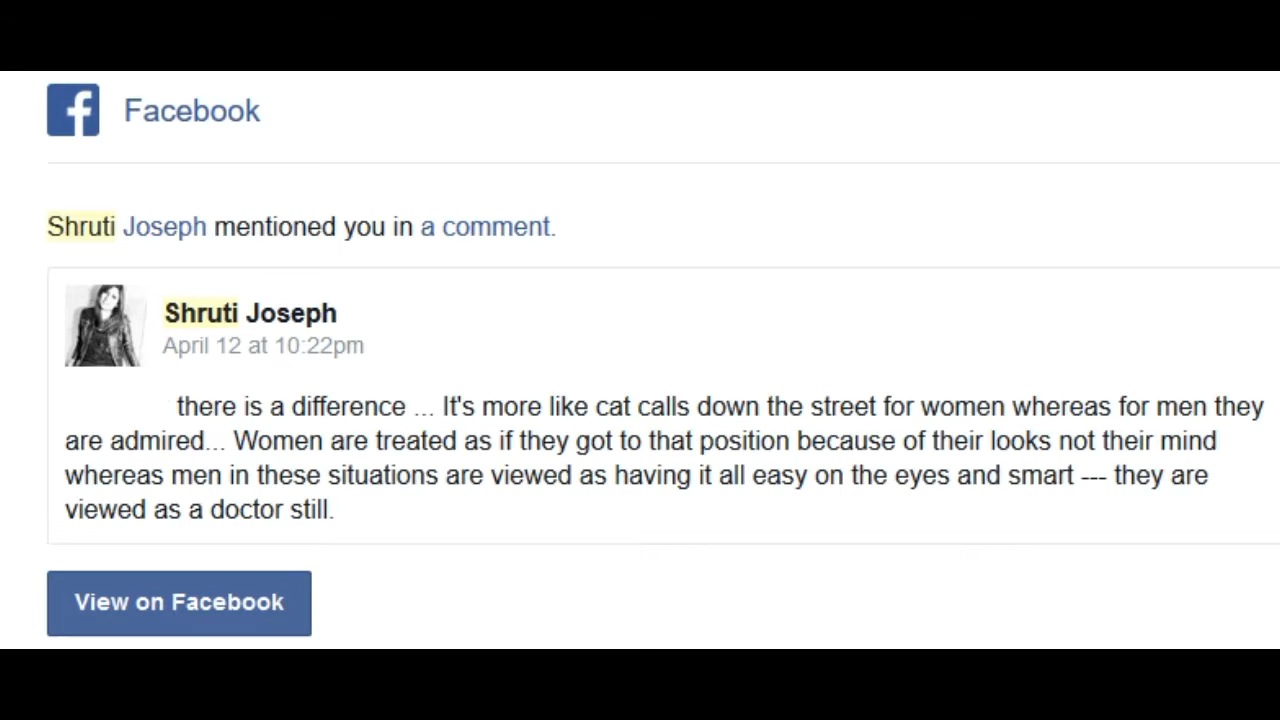 Facebook
Shruti Joseph mentioned you in a comment.
Shruti Joseph
April 12 at 10:22pm
there is a difference ... It's more like cat calls down the street for women whereas for men they
are admired... Women are treated as if they got to that position because of their looks not their mind
whereas men in these situations are viewed as having it all easy on the eyes and smart --- they are
viewed as a doctor still.
View on Facebook